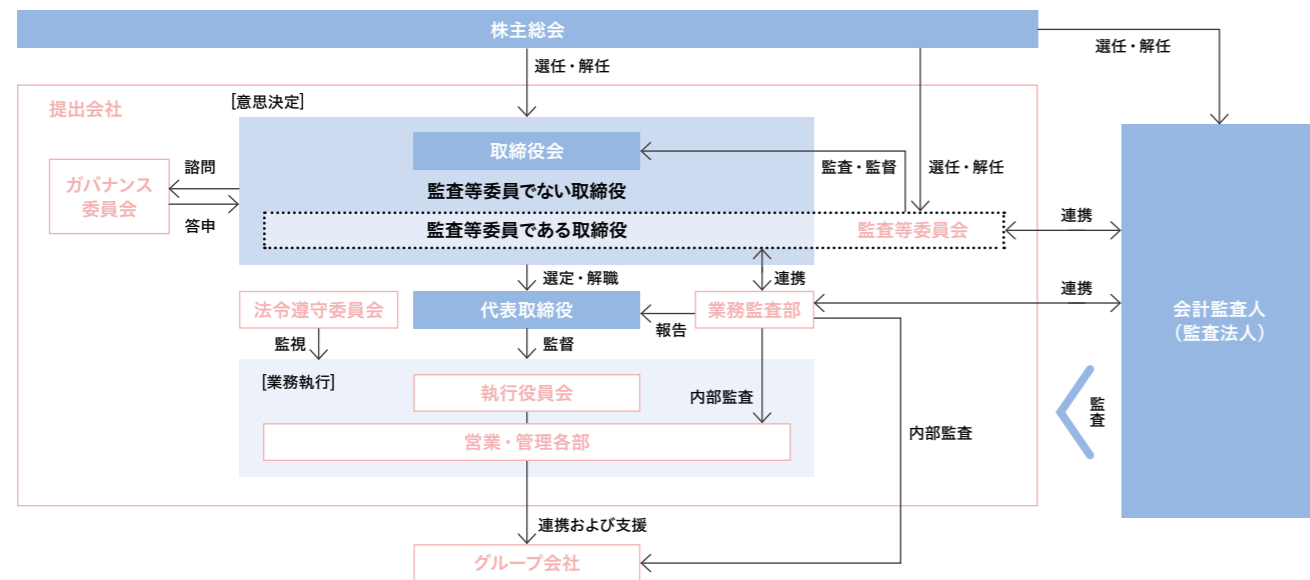 株主総会
選任・解任
選任・解任
提出会社
[意思決定]
取締役会
監査・監督
選任・解任
諮問
ガバナンス
委員会
答申
監査等委員でない取締役
監査等委員である取締役
監査等委員会
連携
選定・解職
連携
連携
法令遵守委員会
代表取締役
業務監査部
報告
会計監査人
（監査法人）
監視
監督
[業務執行]
執行役員会
内部監査
監査
内部監査
営業・管理各部
連携および支援
グループ会社